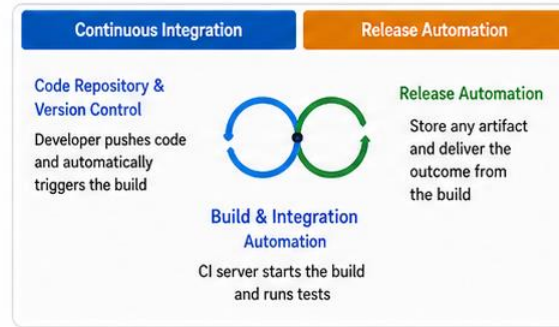 Continuous Integration
Release Automation
Code Repository &
Version Control
Developer pushes code
and automatically
triggers the build
Build & Integration
Automation
CI server starts the build
and runs tests
Release Automation
Store any artifact
and deliver the
outcome from
the build